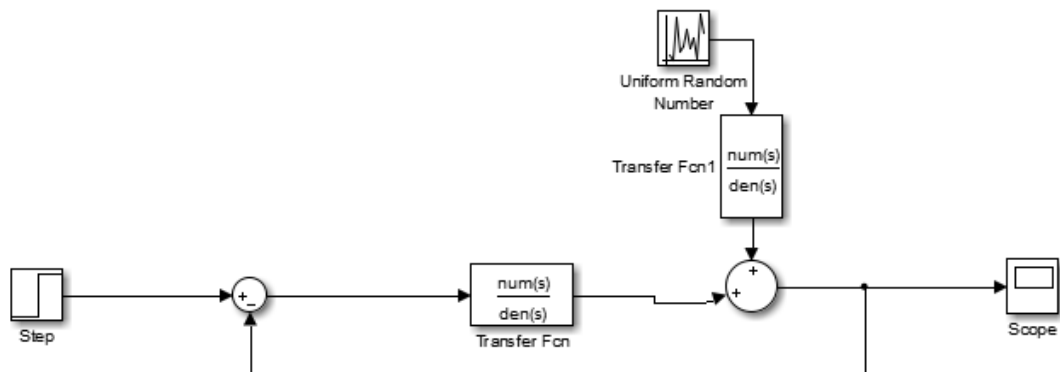 Uniform Random
Number
Transfer Fcn1
num(s)
den(s)
+
+
Step
+
−
num(s)
den(s)
Transfer Fcn
Scope